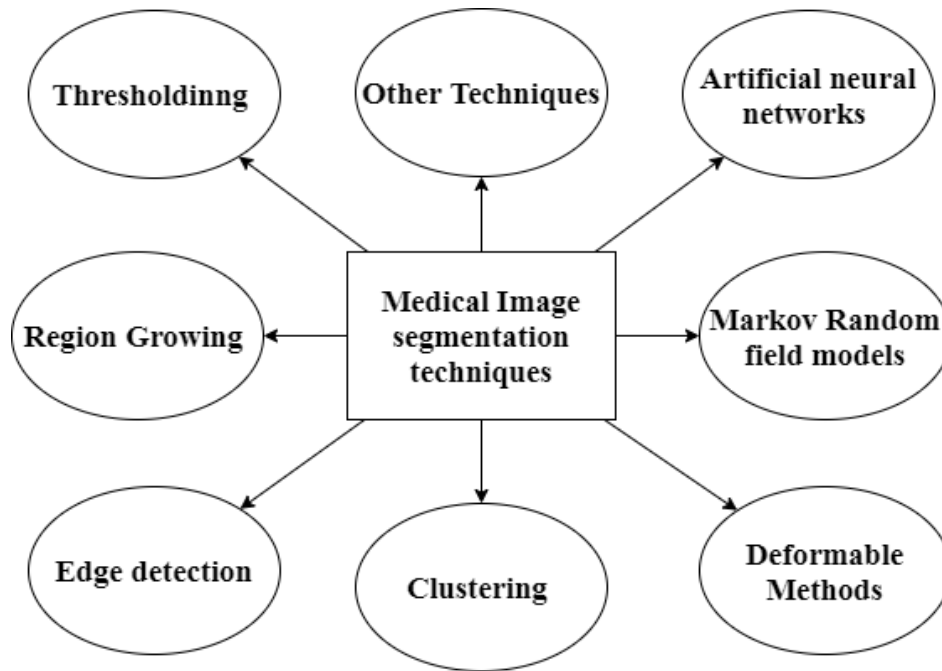 Thresholdinng
Other Techniques
Artificial neural
networks
Region Growing
Medical Image
segmentation
techniques
Markov Random
field models
Edge detection
Clustering
Deformable
Methods